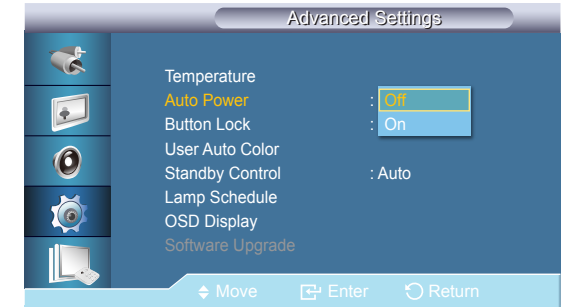 Advanced Settings
Temperature
Auto Power : Off
Button Lock : On
User Auto Color
Standby Control : Auto
Lamp Schedule
OSD Display
Software Upgrade
Move Enter Return